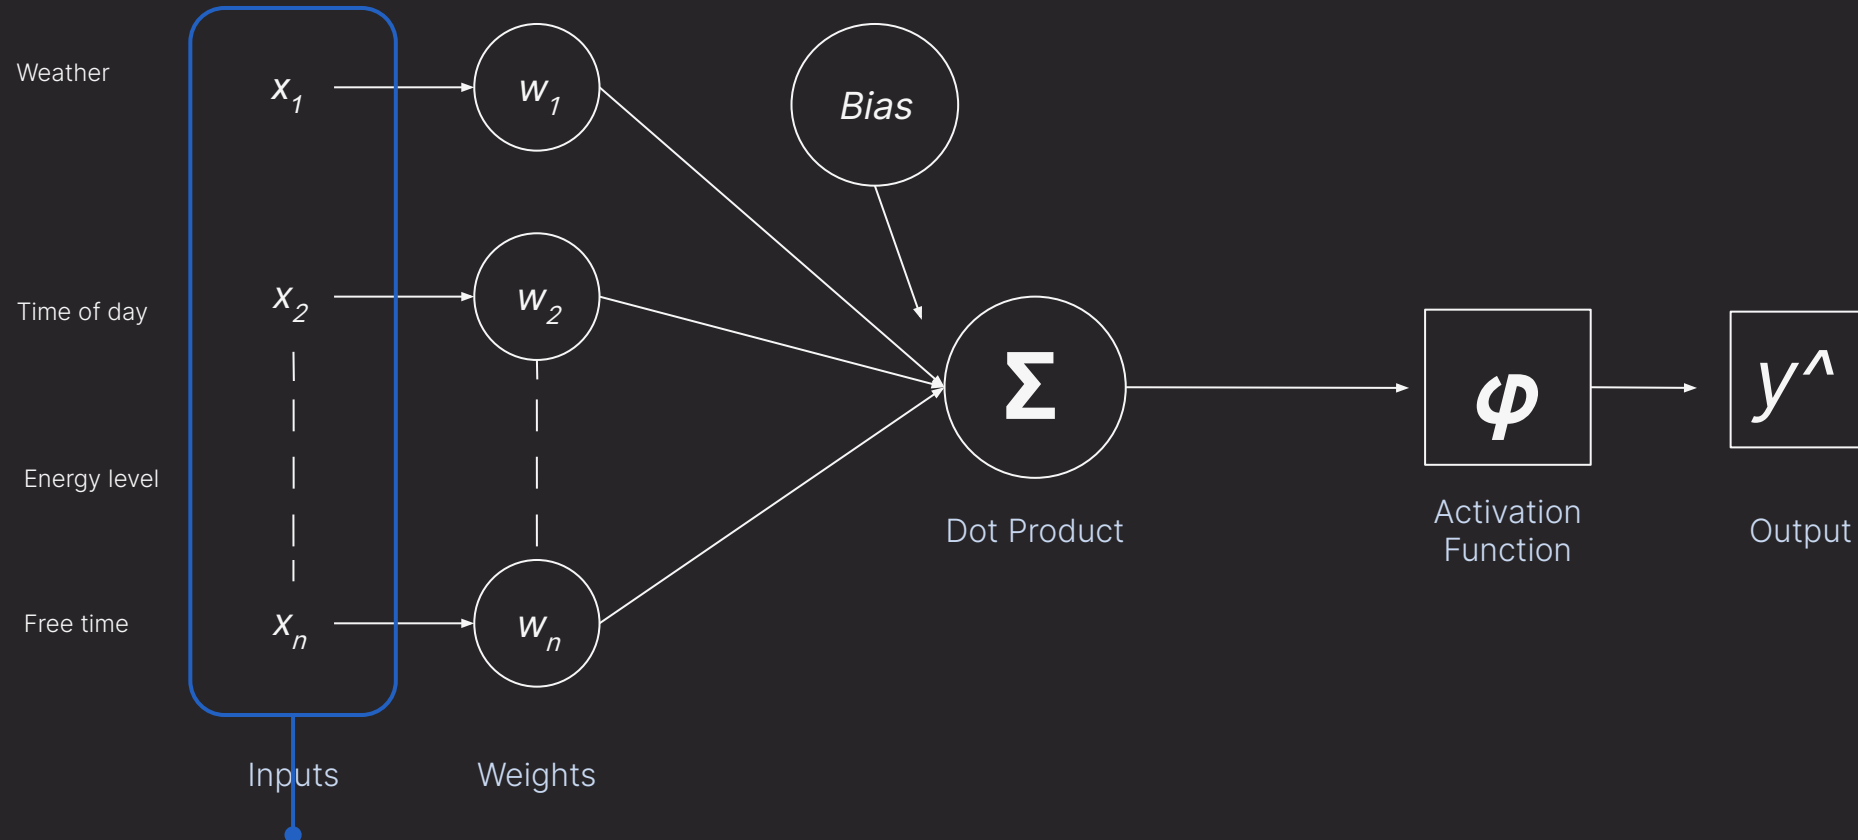 Weather
x1
w1
Bias
Time of day
x2
w2
Σ
φ
y^
Energy level
Dot Product
Activation
Function
Output
Free time
xn
wn
Inputs
Weights